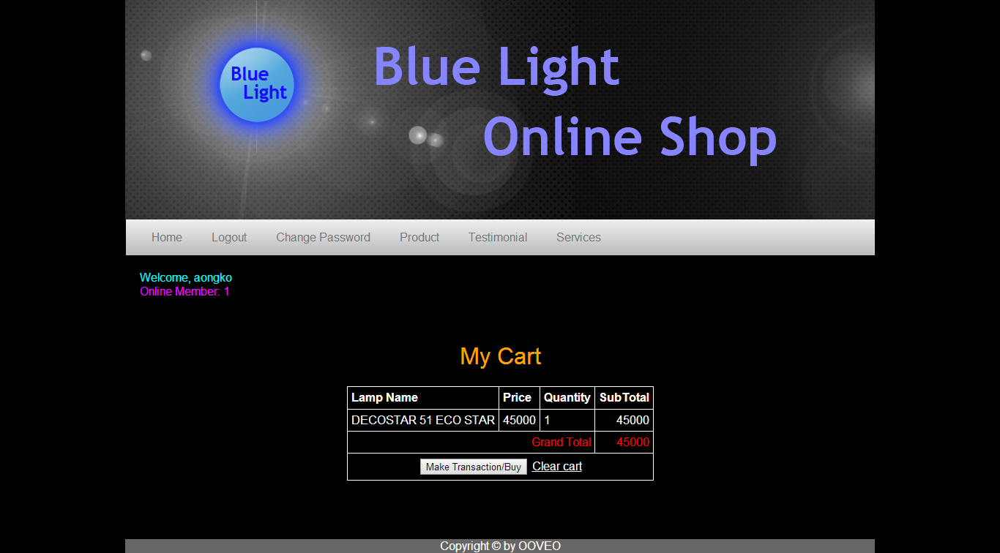 Blue
Light
Blue Light
Online Shop
Home Logout Change Password Product Testimonial Services
Welcome, aongko
Online Member: 1
My Cart
Lamp Name Price Quantity SubTotal
DECOSTAR 51 ECO STAR 45000 1 45000
Grand Total 45000
Make Transaction/Buy Clear cart
Copyright © by OOVEO